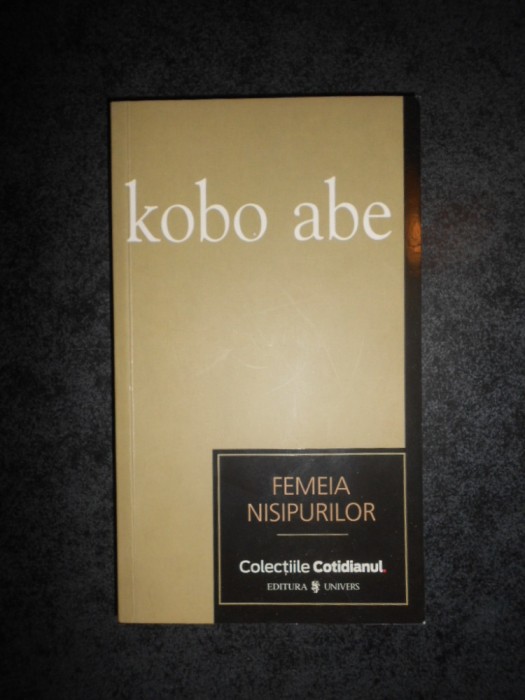 kobo abe
FEMEIA
NISIPURILOR
Colecțiile Cotidianul.
EDITURA UNIVERS